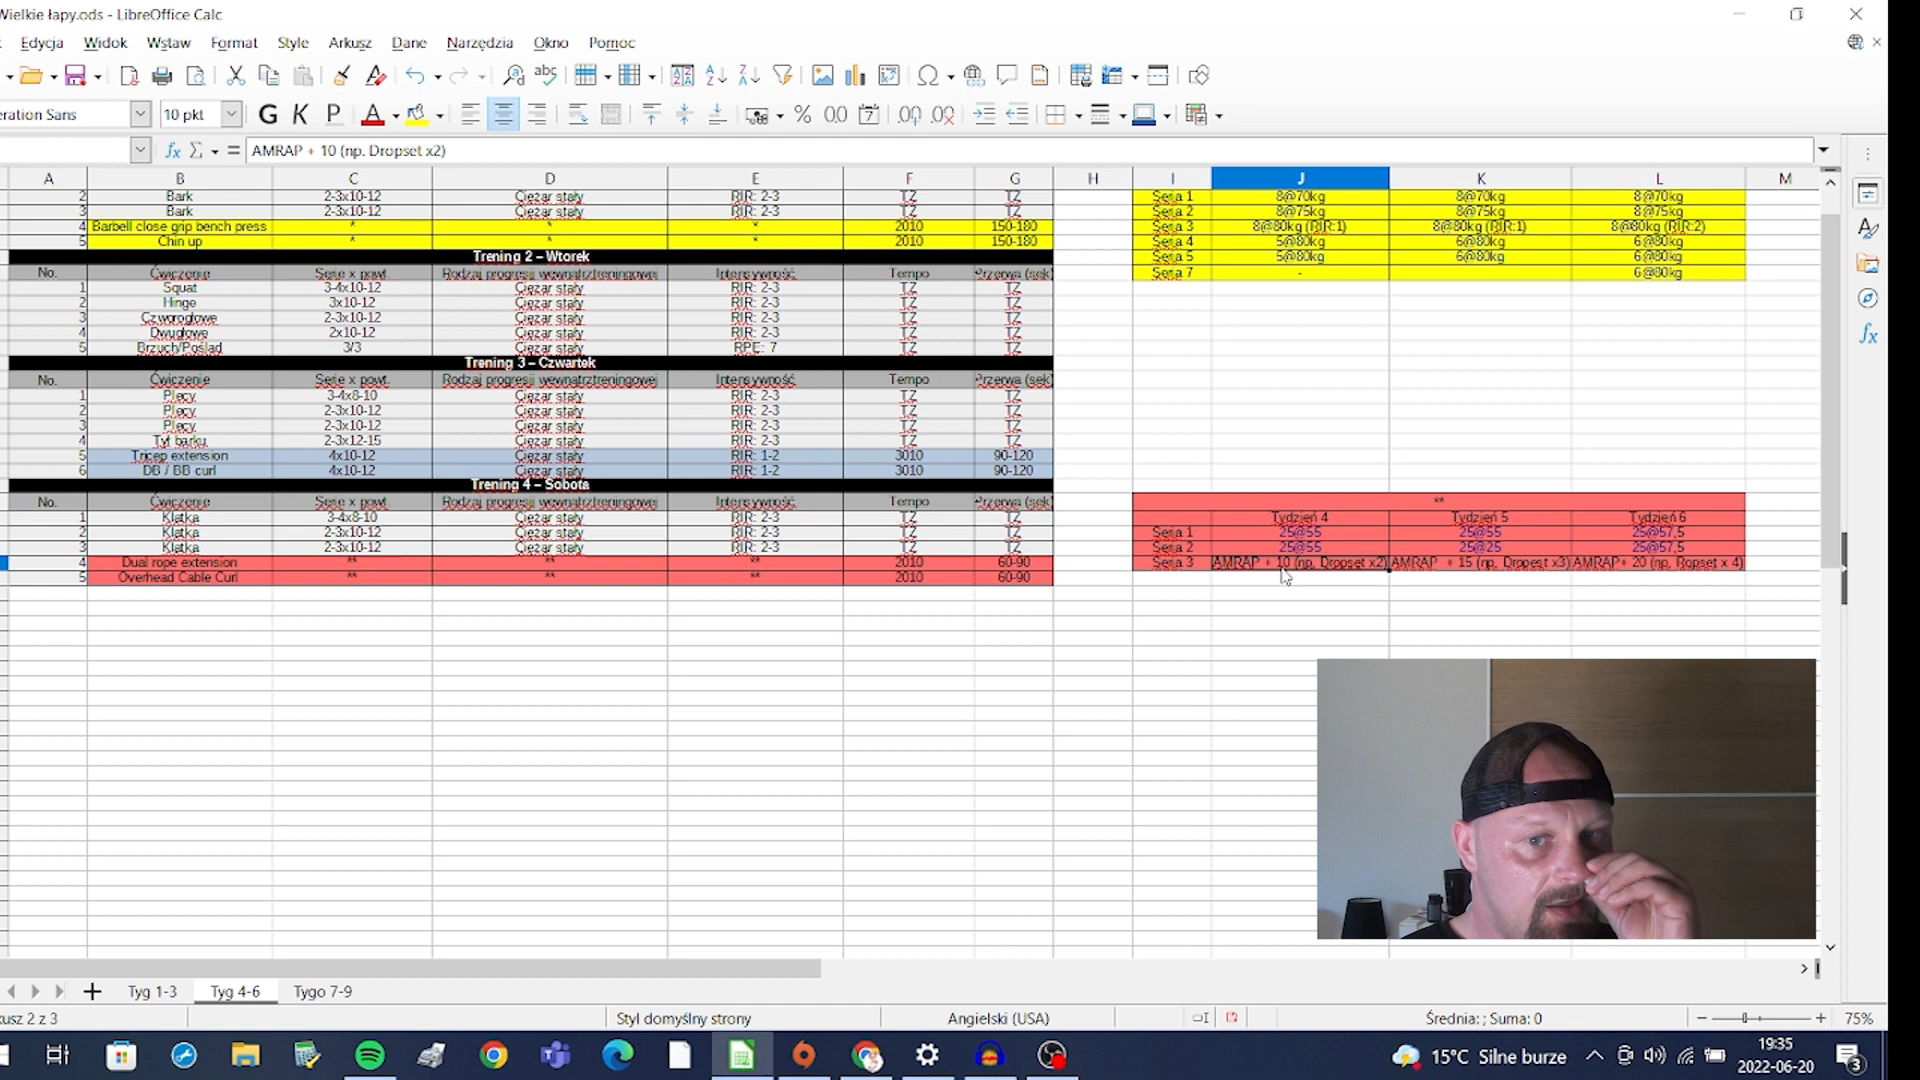 Wielkie łapy.ods - LibreOffice Calc
Edycja Widok Wstaw Format Style Arkusz Dane Narzędzia Okno Pomoc
eration Sans 10 pkt G K P
AMRAP + 10 (np. Dropset x2)
A B C D E F G H I J K L M
2 Bark 2-3x10-12 Ciężar stały RIR: 2-3 TZ TZ Seria 1 8@70kg 8@70kg 8@70kg
3 Bark 2-3x10-12 Ciężar stały RIR: 2-3 TZ TZ Seria 2 8@75kg 8@75kg 8@75kg
4 Barbell close grip bench press * * * 2010 150-180 Seria 3 8@80kg (RIR:1) 8@80kg (RIR:1) 8@80kg (RIR:2)
5 Chin up * * * 2010 150-180 Seria 4 5@80kg 6@80kg 6@80kg
Trening 2 – Wtorek Seria 5 5@80kg 6@80kg 6@80kg
No. Ćwiczenie Serie x powt. Rodzaj progresji wewnątrztreningowej Intensywność Tempo Przerwa (sek) Seria 7 - 6@80kg
1 Squat 3-4x10-12 Ciężar stały RIR: 2-3 TZ TZ
2 Hinge 3x10-12 Ciężar stały RIR: 2-3 TZ TZ
3 Czworogłowe 2-3x10-12 Ciężar stały RIR: 2-3 TZ TZ
4 Dwugłowe 2x10-12 Ciężar stały RIR: 2-3 TZ TZ
5 Brzuch/Poślad 3/3 Ciężar stały RPE: 7 TZ TZ
Trening 3 – Czwartek
No. Ćwiczenie Serie x powt. Rodzaj progresji wewnątrztreningowej Intensywność Tempo Przerwa (sek)
1 Plecy 3-4x8-10 Ciężar stały RIR: 2-3 TZ TZ
2 Plecy 2-3x10-12 Ciężar stały RIR: 2-3 TZ TZ
3 Plecy 2-3x10-12 Ciężar stały RIR: 2-3 TZ TZ
4 Tył barku 2-3x12-15 Ciężar stały RIR: 2-3 TZ TZ
5 Tricep extension 4x10-12 Ciężar stały RIR: 1-2 3010 90-120
6 DB / BB curl 4x10-12 Ciężar stały RIR: 1-2 3010 90-120
Trening 4 – Sobota
No. Ćwiczenie Serie x powt. Rodzaj progresji wewnątrztreningowej Intensywność Tempo Przerwa (sek) **
1 Klatka 3-4x8-10 Ciężar stały RIR: 2-3 TZ TZ Tydzień 4 Tydzień 5 Tydzień 6
2 Klatka 2-3x10-12 Ciężar stały RIR: 2-3 TZ TZ Seria 1 25@55 25@55 25@57,5
3 Klatka 2-3x10-12 Ciężar stały RIR: 2-3 TZ TZ Seria 2 25@55 25@25 25@57,5
4 Dual rope extension ** ** ** 2010 60-90 Seria 3 AMRAP + 10 (np. Dropset x2) AMRAP + 15 (np. Dropest x3) AMRAP+ 20 (np. Ropset x 4)
5 Overhead Cable Curl ** ** ** 2010 60-90
Tyg 1-3 Tyg 4-6 Tygo 7-9
kusz 2 z 3 Styl domyślny strony Angielski (USA) Średnia: ; Suma: 0 75%
15°C Silne burze 19:35
2022-06-20 3